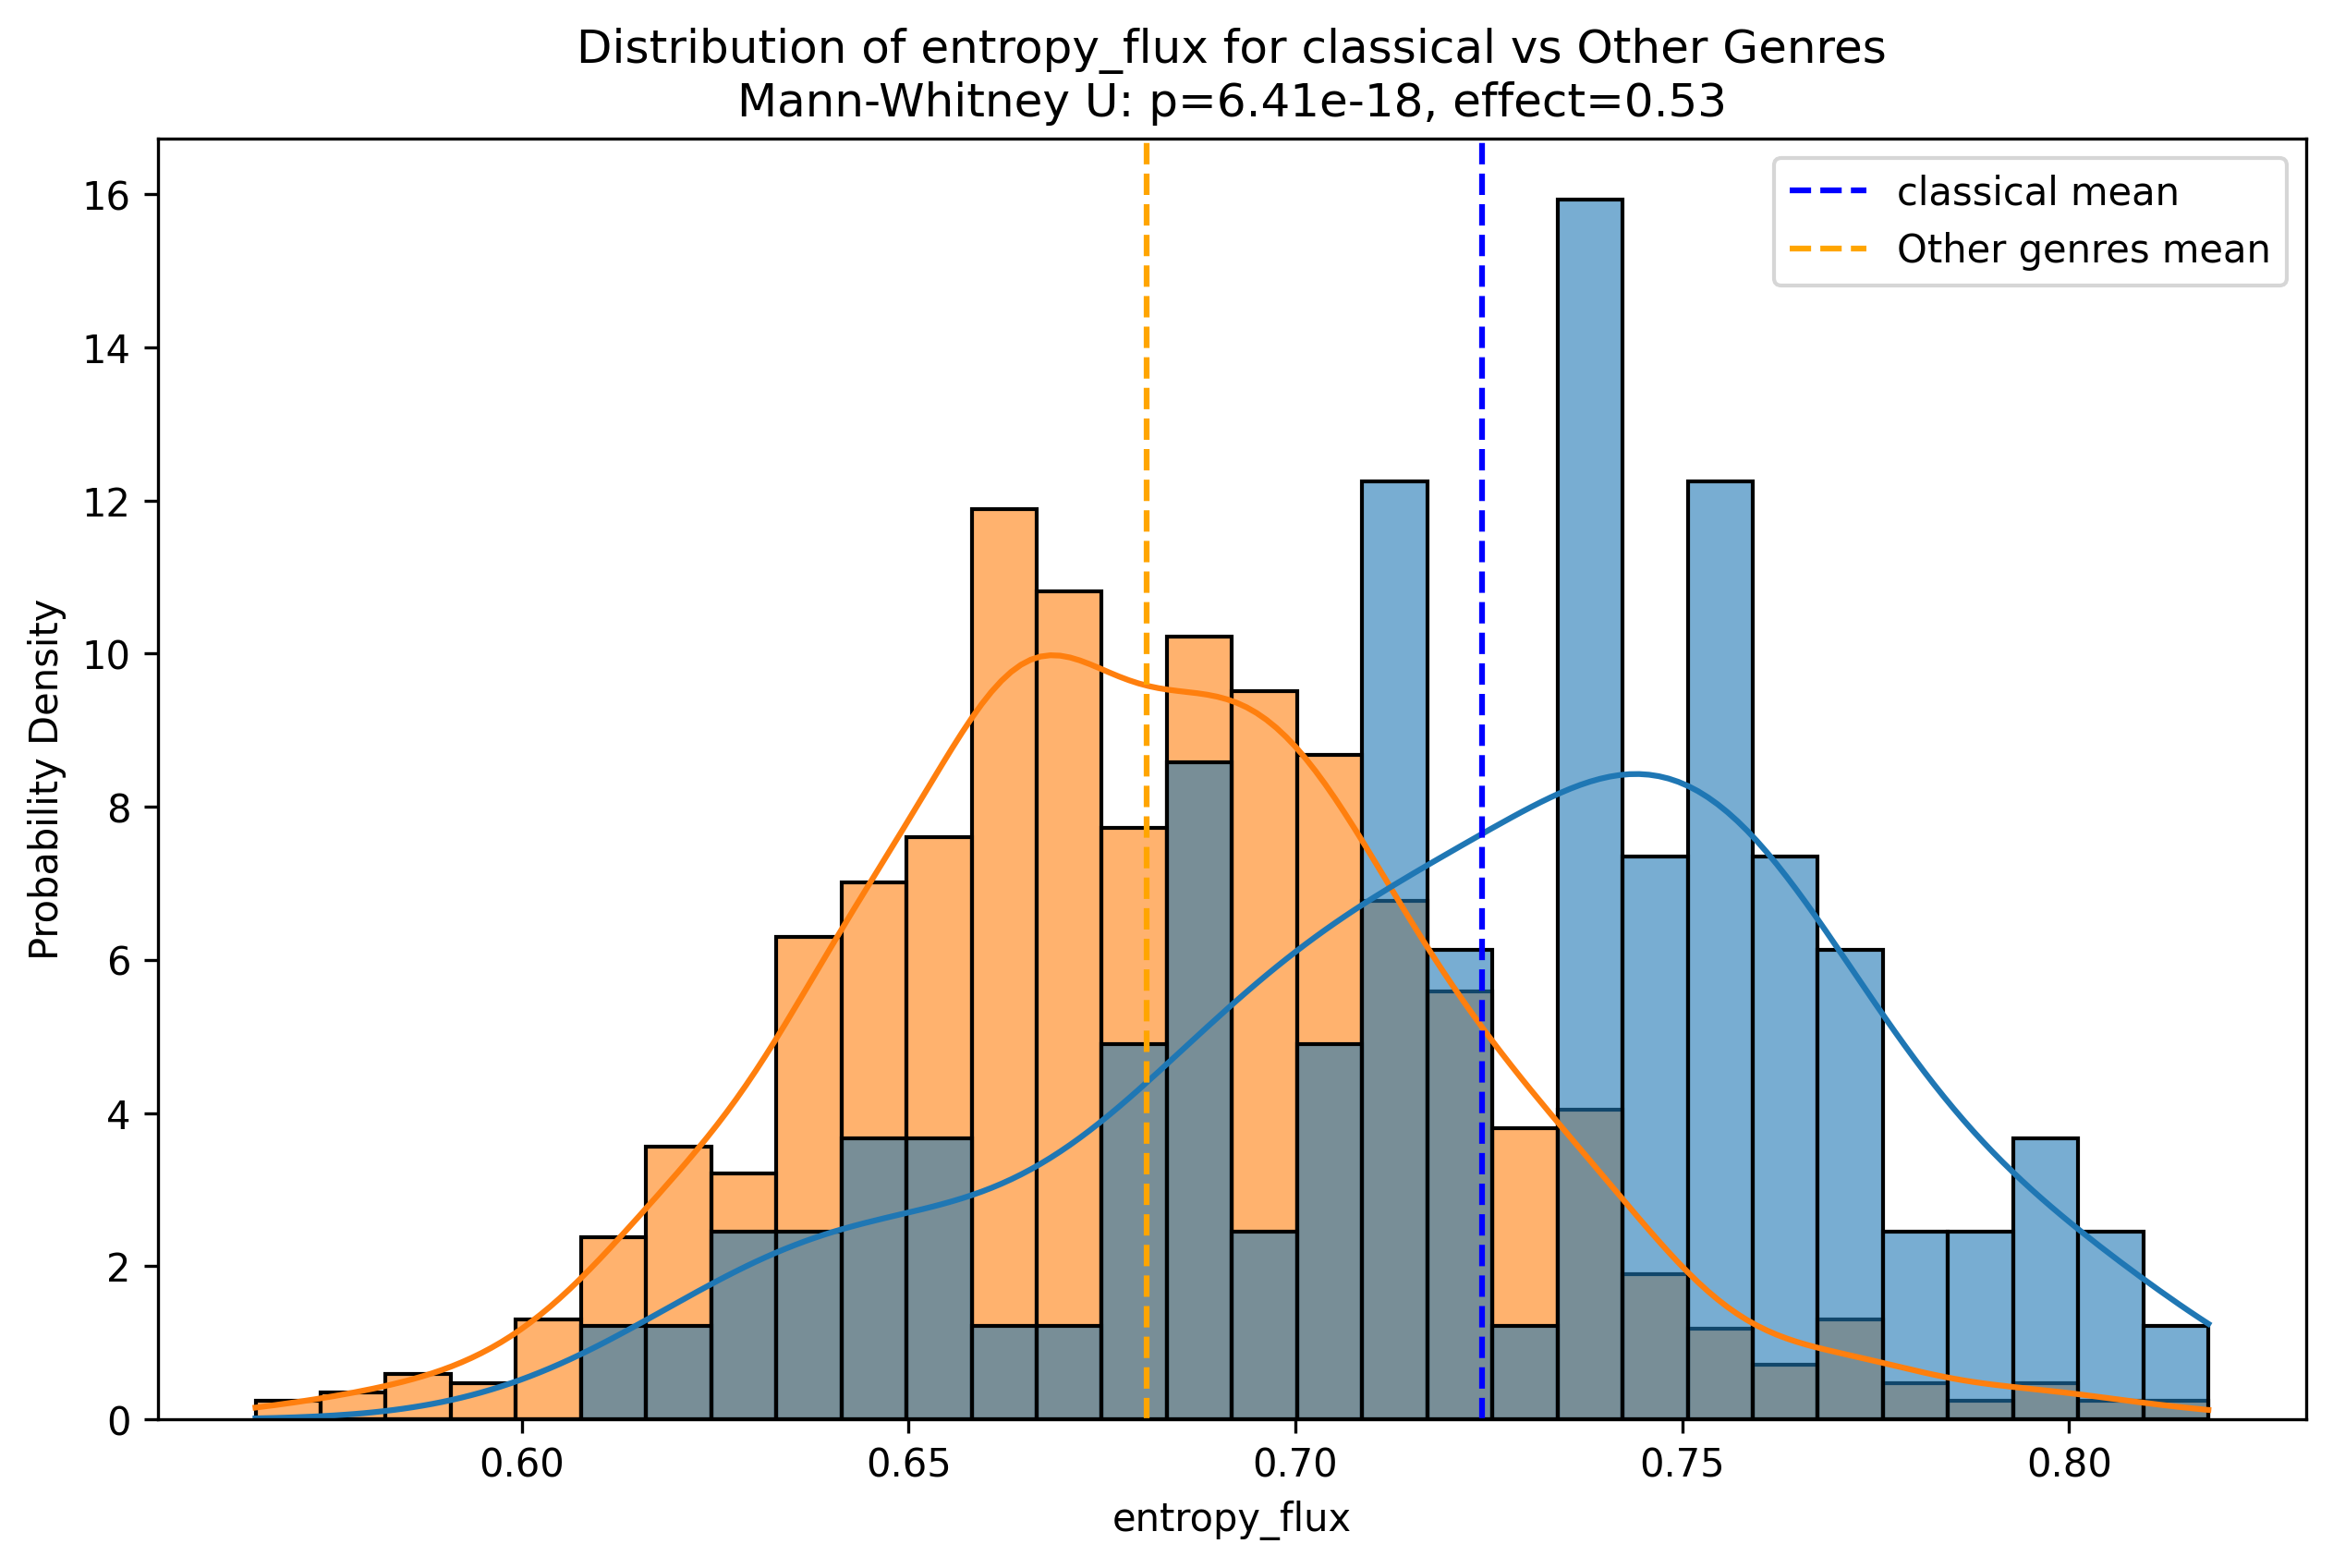 Distribution of entropy_flux for classical vs Other Genres
Mann-Whitney U: p=6.41e-18, effect=0.53
classical mean
Other genres mean
Probability Density
16
14
12
10
8
6
4
2
0
0.60 0.65 0.70 0.75 0.80
entropy_flux